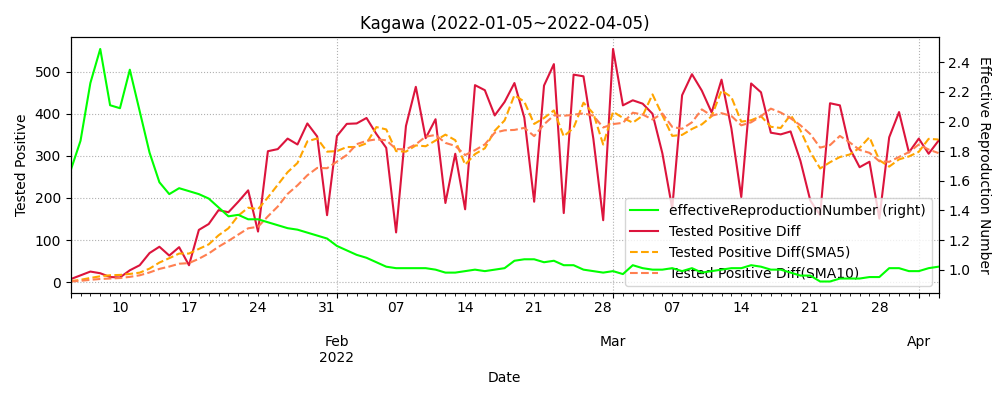 Kagawa (2022-01-05~2022-04-05)
Tested Positive
500
400
300
200
100
0
2.4
2.2
2.0
1.8
1.6
1.4
1.2
1.0
Effective Reproduction Number
effectiveReproductionNumber (right)
Tested Positive Diff
Tested Positive Diff(SMA5)
Tested Positive Diff(SMA10)
10 17 24 31 07 14 21 28 07 14 21 28
Feb Mar Apr
2022
Date